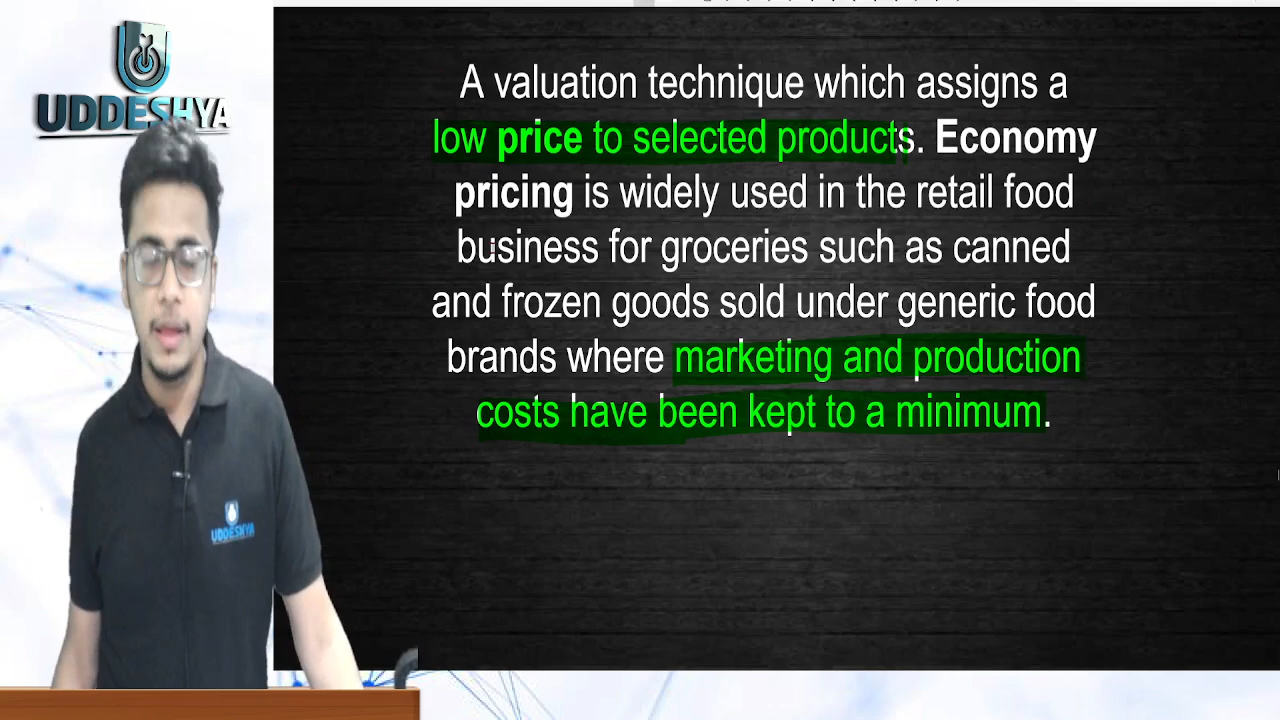 UDDESHYA
A valuation technique which assigns a
low price to selected products. Economy
pricing is widely used in the retail food
business for groceries such as canned
and frozen goods sold under generic food
brands where marketing and production
costs have been kept to a minimum.
UDDESHYA